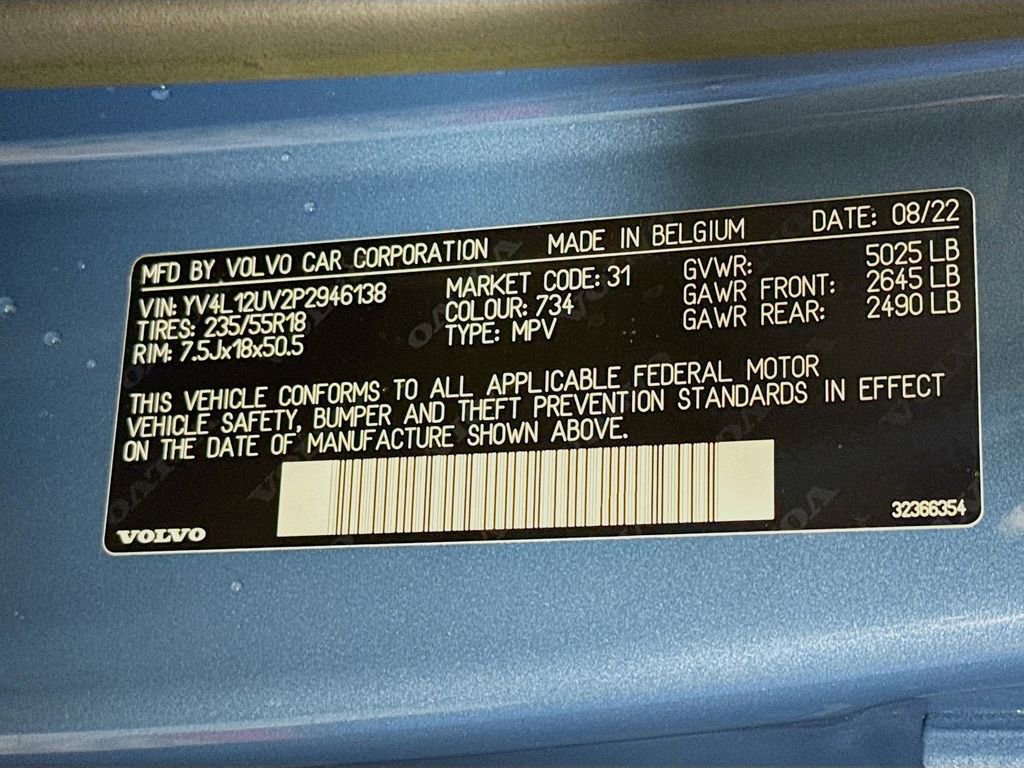 MFD BY VOLVO CAR CORPORATION MADE IN BELGIUM DATE: 08/22
VIN: YV4L12UV2P2946138 MARKET CODE: 31 GVWR: 5025 LB
TIRES: 235/55R18 COLOUR: 734 GAWR FRONT: 2645 LB
RIM: 7.5Jx18x50.5 TYPE: MPV GAWR REAR: 2490 LB
THIS VEHICLE CONFORMS TO ALL APPLICABLE FEDERAL MOTOR
VEHICLE SAFETY, BUMPER AND THEFT PREVENTION STANDARDS IN EFFECT
ON THE DATE OF MANUFACTURE SHOWN ABOVE.
VOLVO 32366354